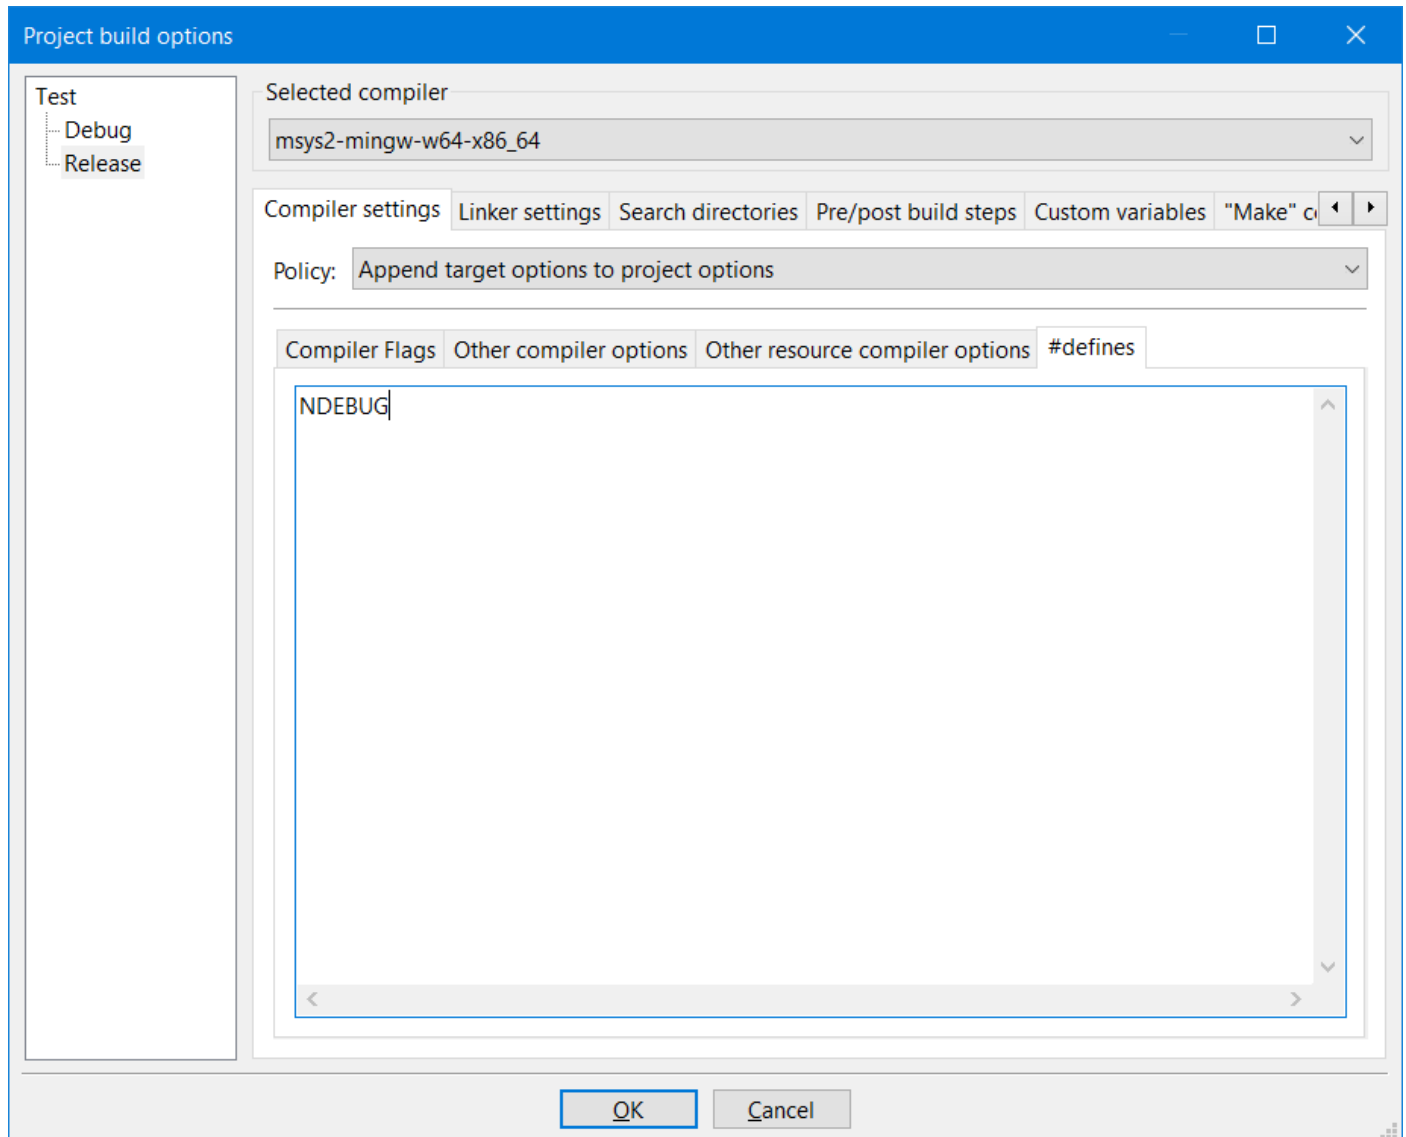 Project build options
Test
Debug
Release
Selected compiler
msys2-mingw-w64-x86_64
Compiler settings Linker settings Search directories Pre/post build steps Custom variables "Make" c
Policy: Append target options to project options
Compiler Flags Other compiler options Other resource compiler options #defines
NDEBUG
OK Cancel